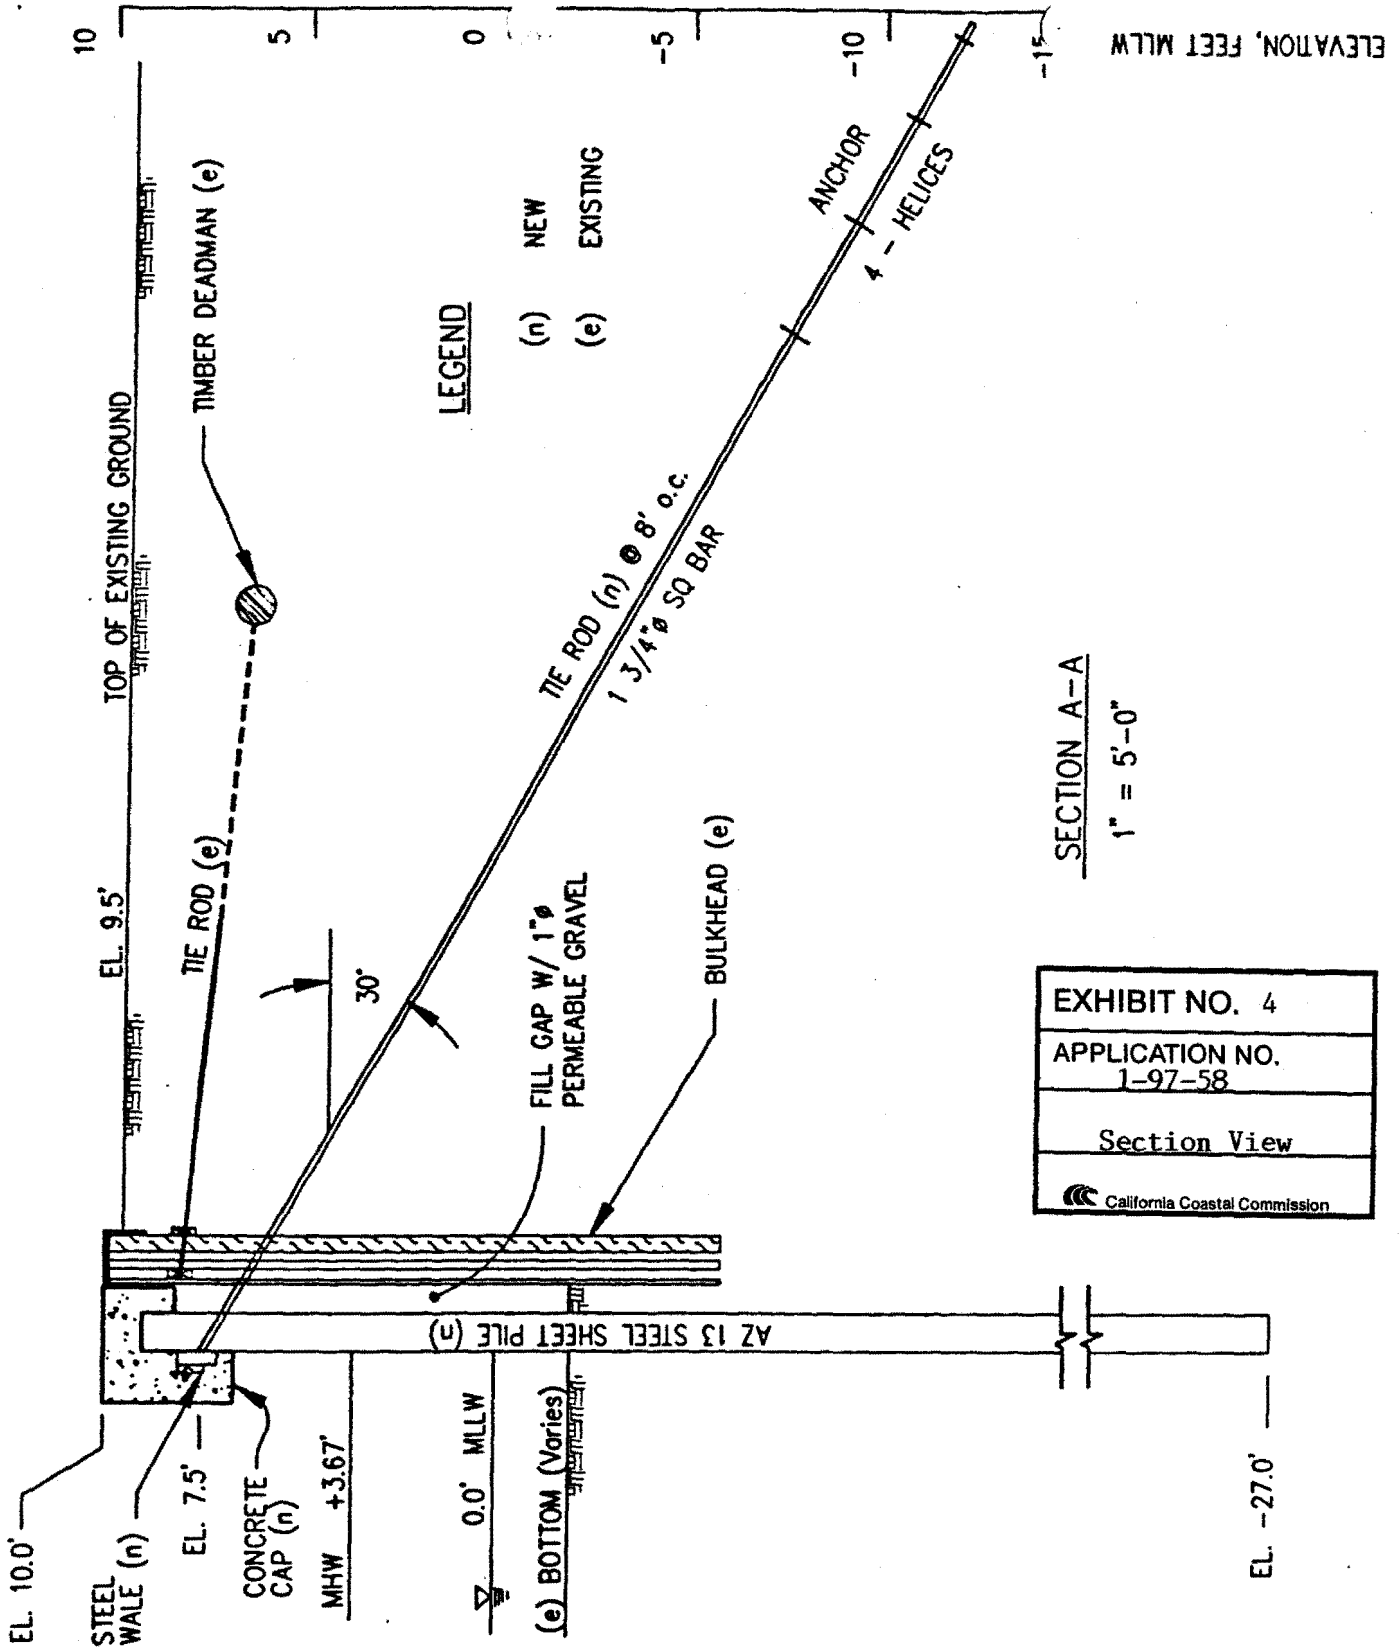 EL. 10.0'
STEEL
WALE (n)
EL. 7.5'
CONCRETE
CAP (n)
MHW +3.67'
0.0' MLLW
(e) BOTTOM (Varies)
EL. -27.0'
AZ 13 STEEL SHEET PILE (n)
EL. 9.5'
TOP OF EXISTING GROUND
TIE ROD (e)
TIMBER DEADMAN (e)
30°
FILL GAP W/ 1"ø
PERMEABLE GRAVEL
BULKHEAD (e)
TIE ROD (n) @ 8' o.c.
1 3/4"ø SQ BAR
ANCHOR
4 - HELICES
LEGEND
(n) NEW
(e) EXISTING
10
5
0
-5
-10
-15
ELEVATION, FEET MLLW
SECTION A-A
1" = 5'-0"
EXHIBIT NO. 4
APPLICATION NO.
1-97-58
Section View
California Coastal Commission